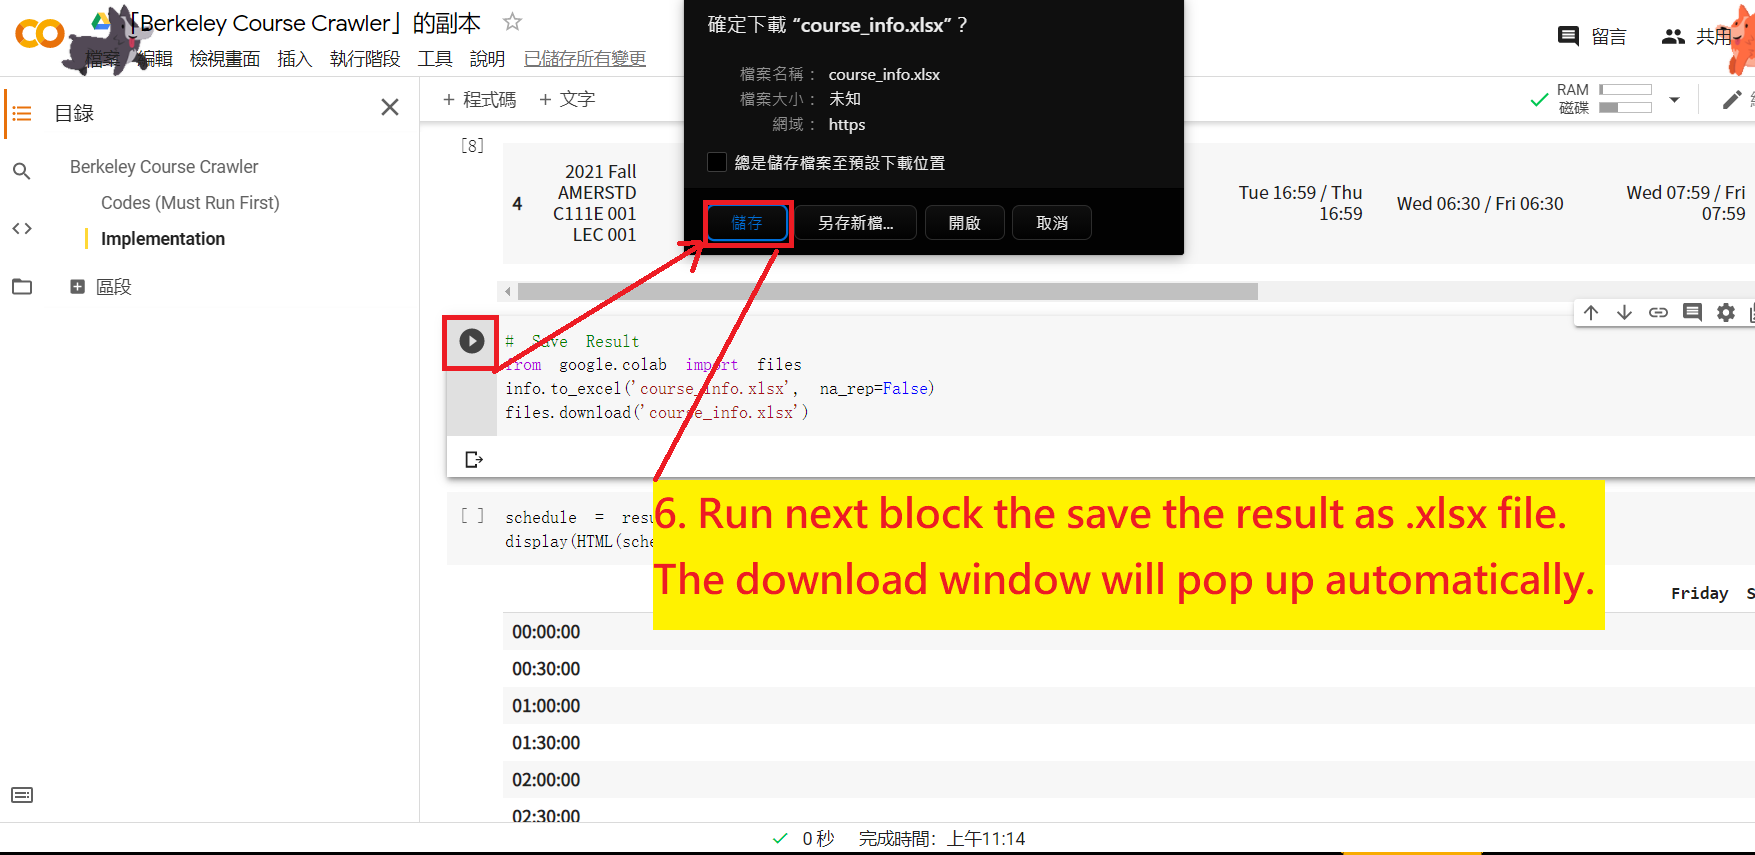 「Berkeley Course Crawler」的副本
檔案 編輯 檢視畫面 插入 執行階段 工具 說明 已儲存所有變更
留言 共用
目錄
Berkeley Course Crawler
Codes (Must Run First)
Implementation
區段
+ 程式碼 + 文字
RAM
磁碟
確定下載 “course_info.xlsx”？
檔案名稱： course_info.xlsx
檔案大小： 未知
網域： https
總是儲存檔案至預設下載位置
儲存 另存新檔... 開啟 取消
[8]
4
2021 Fall
AMERSTD
C111E 001
LEC 001
Tue 16:59 / Thu
16:59
Wed 06:30 / Fri 06:30
Wed 07:59 / Fri
07:59
# Save Result
from google.colab import files
info.to_excel('course_info.xlsx', na_rep=False)
files.download('course_info.xlsx')
[ ] schedule =
display(HTML(
6. Run next block the save the result as .xlsx file.
The download window will pop up automatically.
Friday
00:00:00
00:30:00
01:00:00
01:30:00
02:00:00
02:30:00
0 秒 完成時間：上午11:14